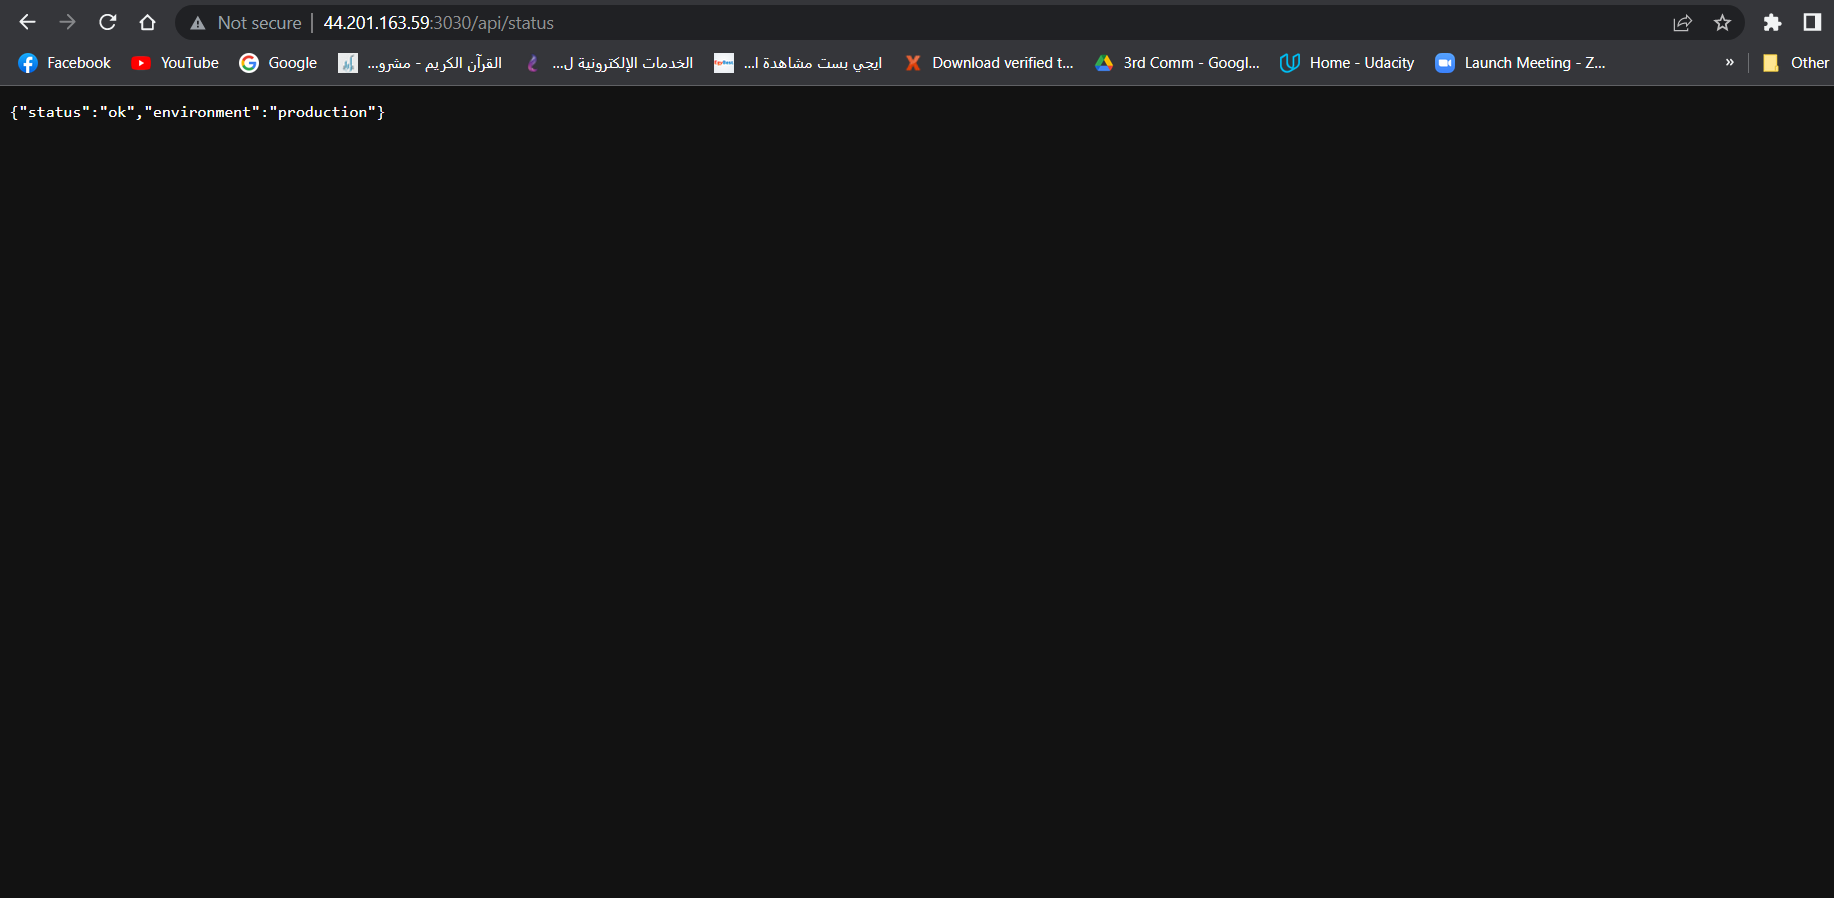 Not secure | 44.201.163.59:3030/api/status
Facebook YouTube Google القرآن الكريم - مشرو... الخدمات الإلكترونية ل... ايجي بست مشاهدة ا... Download verified t... 3rd Comm - Googl... Home - Udacity Launch Meeting - Z... » Other
{"status":"ok","environment":"production"}